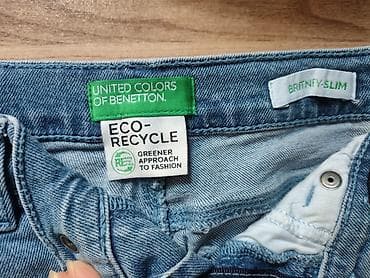 UNITED COLORS
OF BENETTON.
BRITNEY-SLIM
ECO-
RECYCLE
GREENER
APPROACH
TO FASHION